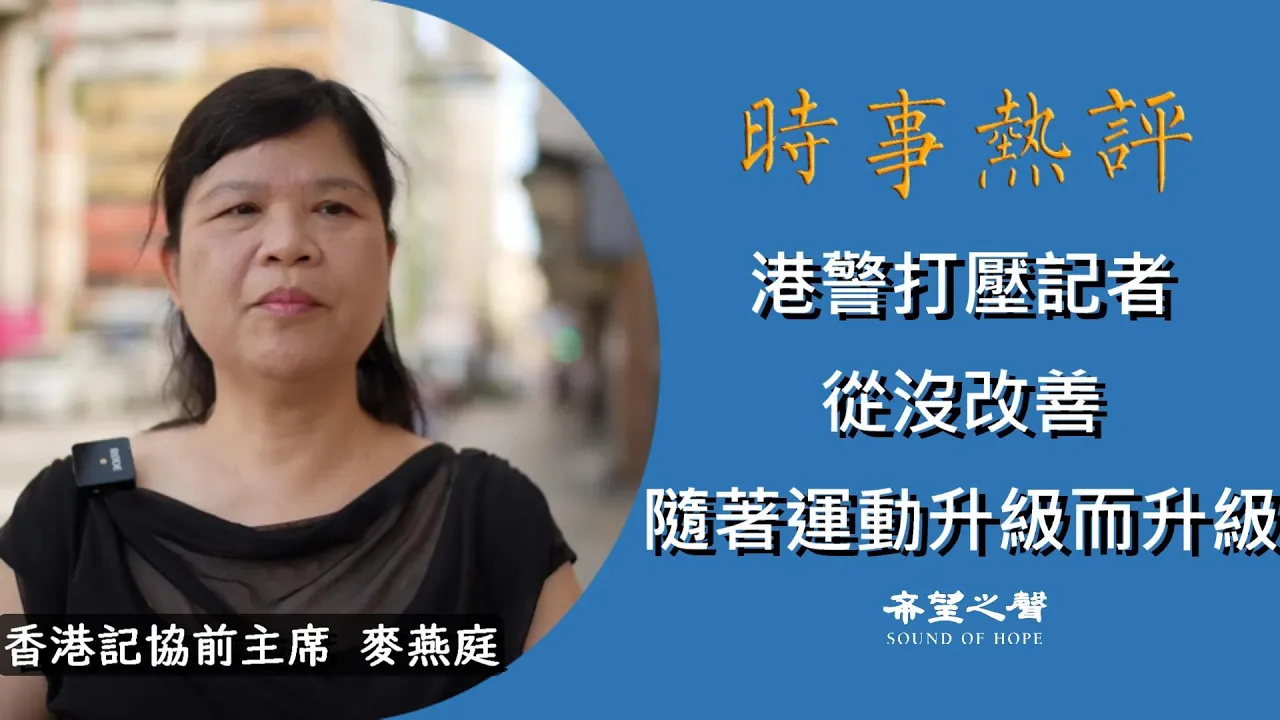 時事熱評
港警打壓記者
從沒改善
隨著運動升級而升級
希望之聲
SOUND OF HOPE
香港記協前主席 麥燕庭